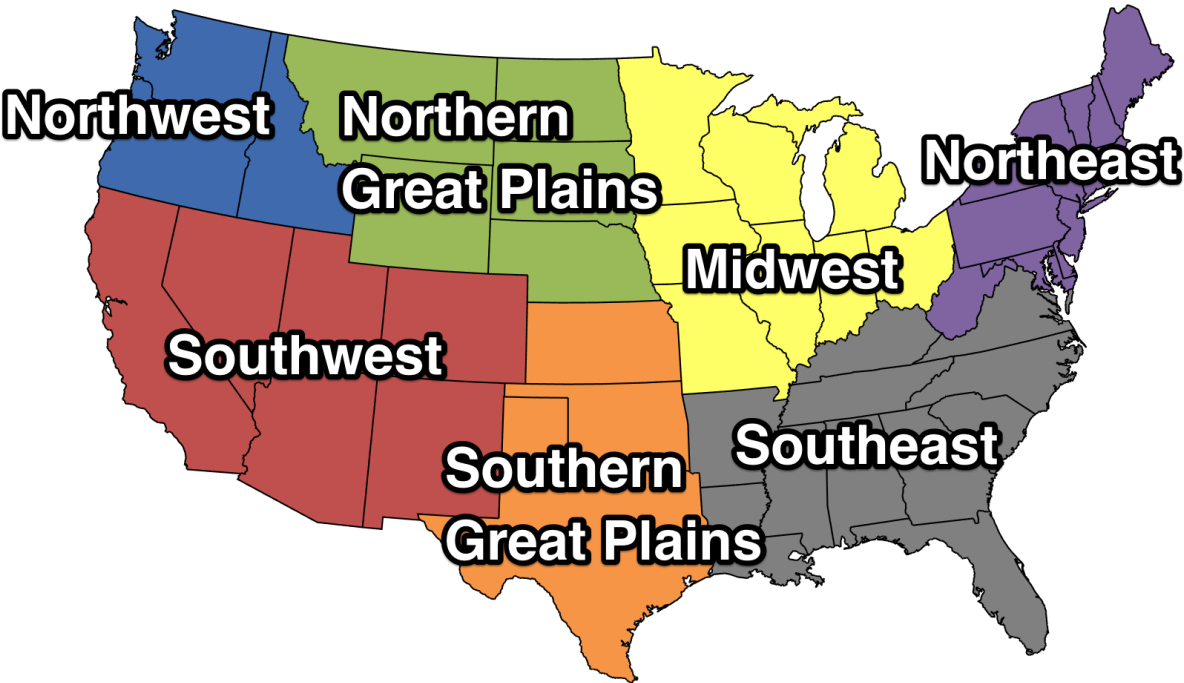 Northwest
Northern
Great Plains
Northeast
Midwest
Southwest
Southeast
Southern
Great Plains